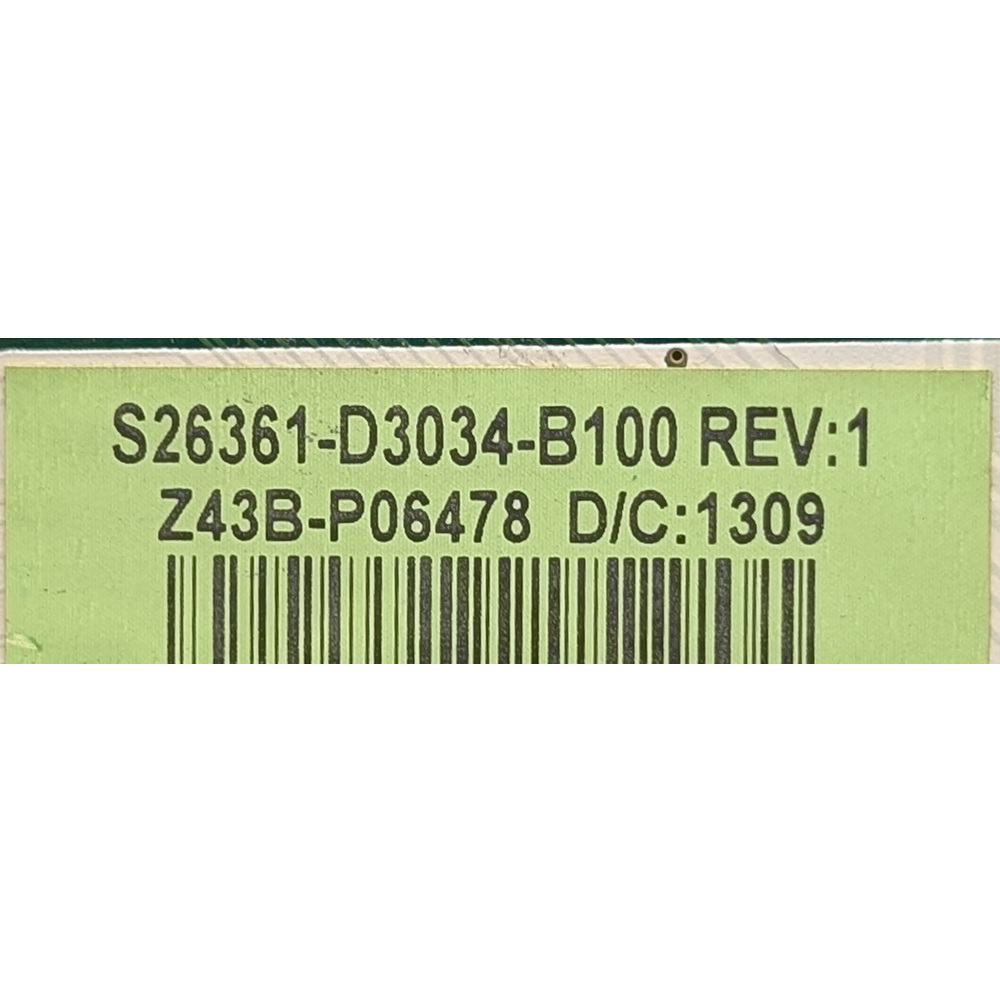 S26361-D3034-B100 REV:1
Z43B-P06478 D/C:1309